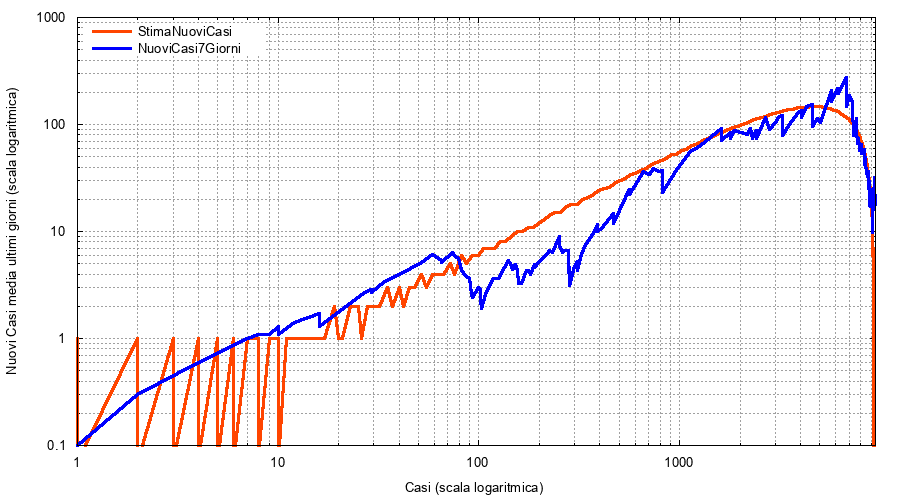 1000
StimaNuoviCasi
NuoviCasi7Giorni
100
10
1
0.1
1 10 100 1000
Nuovi Casi media ultimi giorni (scala logaritmica)
Casi (scala logaritmica)